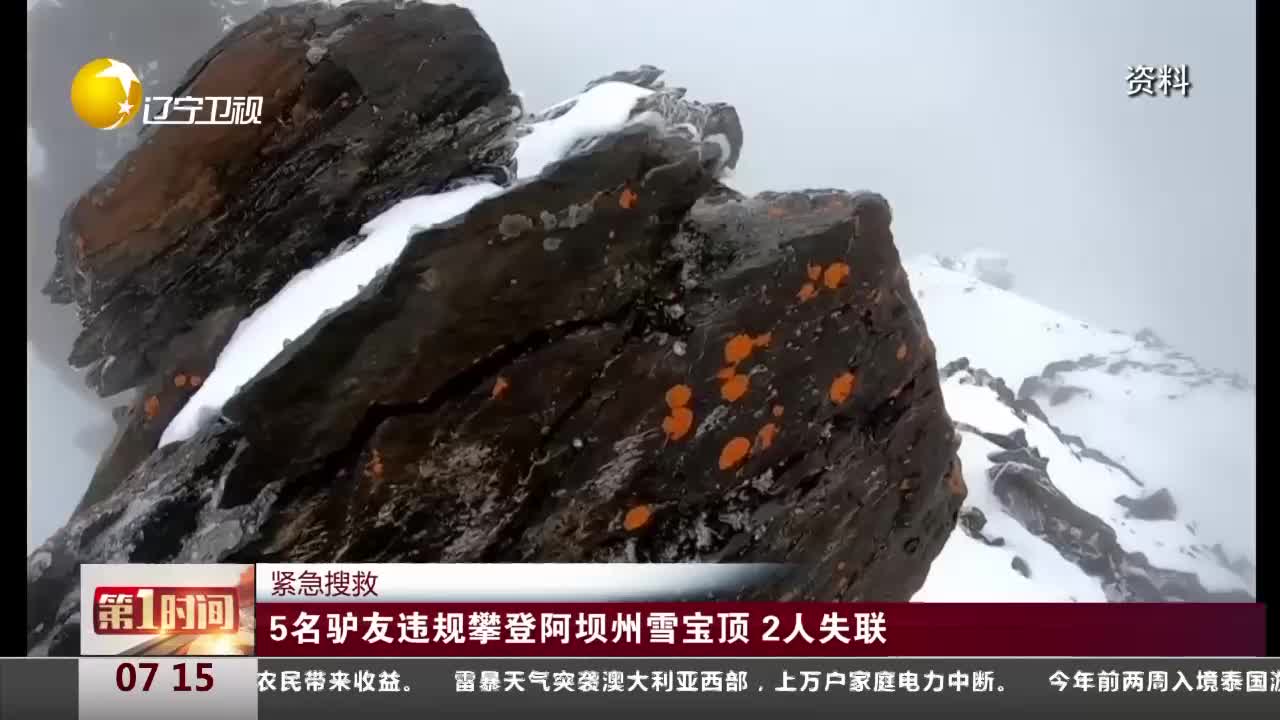 辽宁卫视
资料
紧急搜救
第1时间
5名驴友违规攀登阿坝州雪宝顶 2人失联
07 15
农民带来收益。 雷暴天气突袭澳大利亚西部，上万户家庭电力中断。 今年前两周入境泰国游